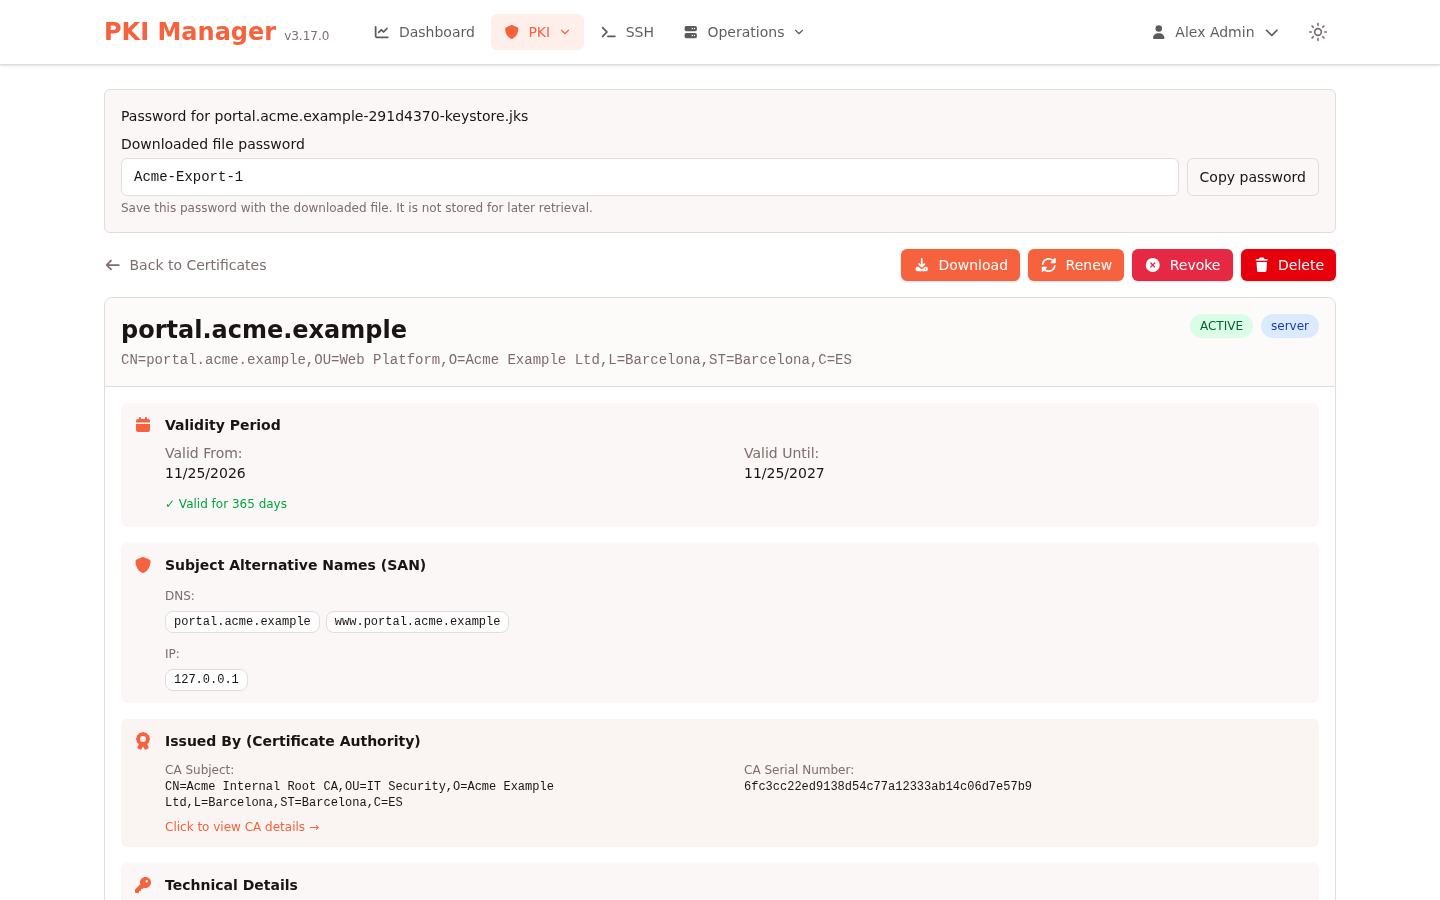 PKI Manager v3.17.0 Dashboard PKI SSH Operations Alex Admin
Password for portal.acme.example-291d4370-keystore.jks
Downloaded file password
Acme-Export-1 Copy password
Save this password with the downloaded file. It is not stored for later retrieval.
← Back to Certificates Download Renew Revoke Delete
portal.acme.example ACTIVE server
CN=portal.acme.example,OU=Web Platform,O=Acme Example Ltd,L=Barcelona,ST=Barcelona,C=ES
Validity Period
Valid From: Valid Until:
11/25/2026 11/25/2027
✓ Valid for 365 days
Subject Alternative Names (SAN)
DNS:
portal.acme.example www.portal.acme.example
IP:
127.0.0.1
Issued By (Certificate Authority)
CA Subject: CA Serial Number:
CN=Acme Internal Root CA,OU=IT Security,O=Acme Example 6fc3cc22ed9138d54c77a12333ab14c06d7e57b9
Ltd,L=Barcelona,ST=Barcelona,C=ES
Click to view CA details →
Technical Details